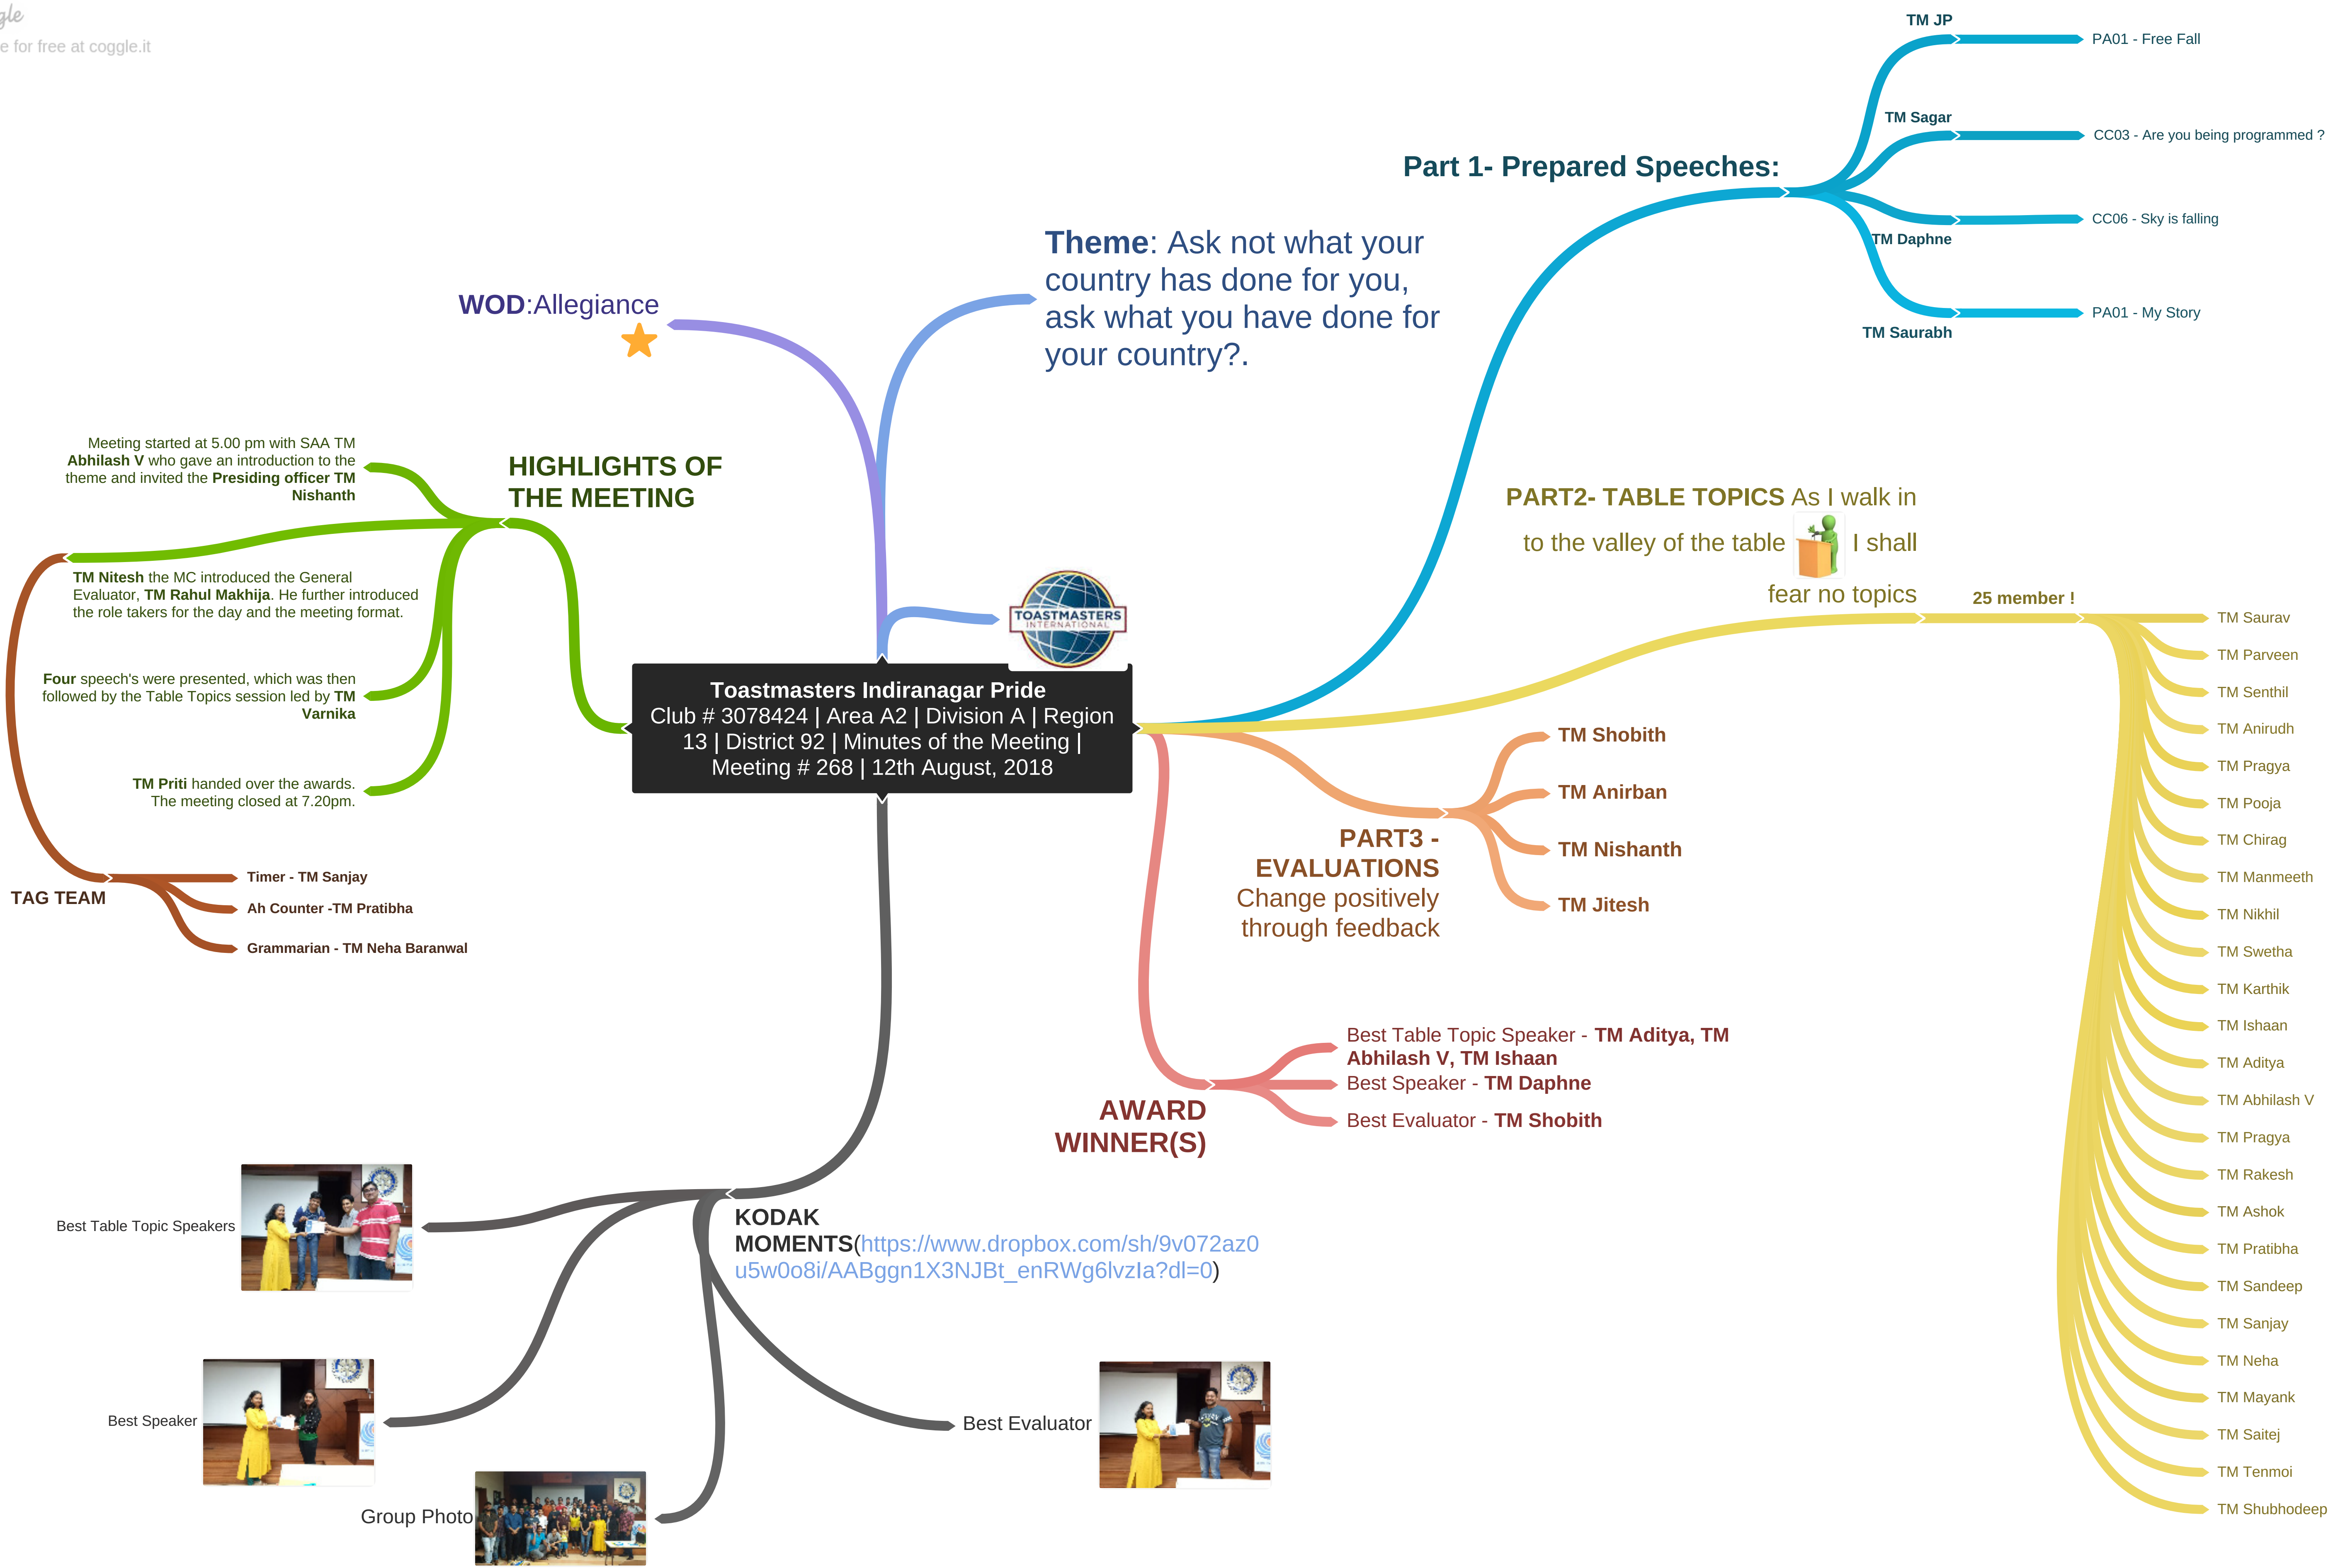 gle
e for free at coggle.it
Toastmasters Indiranagar Pride
Club # 3078424 | Area A2 | Division A | Region
13 | District 92 | Minutes of the Meeting |
Meeting # 268 | 12th August, 2018
TOASTMASTERS
INTERNATIONAL
WOD:Allegiance
Theme: Ask not what your
country has done for you,
ask what you have done for
your country?.
Part 1- Prepared Speeches:
TM JP
PA01 - Free Fall
TM Sagar
CC03 - Are you being programmed ?
TM Daphne
CC06 - Sky is falling
TM Saurabh
PA01 - My Story
HIGHLIGHTS OF
THE MEETING
Meeting started at 5.00 pm with SAA TM
Abhilash V who gave an introduction to the
theme and invited the Presiding officer TM
Nishanth
TM Nitesh the MC introduced the General
Evaluator, TM Rahul Makhija. He further introduced
the role takers for the day and the meeting format.
Four speech's were presented, which was then
followed by the Table Topics session led by TM
Varnika
TM Priti handed over the awards.
The meeting closed at 7.20pm.
TAG TEAM
Timer - TM Sanjay
Ah Counter -TM Pratibha
Grammarian - TM Neha Baranwal
PART2- TABLE TOPICS As I walk in
to the valley of the table I shall
fear no topics
25 member !
TM Saurav
TM Parveen
TM Senthil
TM Anirudh
TM Pragya
TM Pooja
TM Chirag
TM Manmeeth
TM Nikhil
TM Swetha
TM Karthik
TM Ishaan
TM Aditya
TM Abhilash V
TM Pragya
TM Rakesh
TM Ashok
TM Pratibha
TM Sandeep
TM Sanjay
TM Neha
TM Mayank
TM Saitej
TM Tenmoi
TM Shubhodeep
PART3 -
EVALUATIONS
Change positively
through feedback
TM Shobith
TM Anirban
TM Nishanth
TM Jitesh
AWARD
WINNER(S)
Best Table Topic Speaker - TM Aditya, TM
Abhilash V, TM Ishaan
Best Speaker - TM Daphne
Best Evaluator - TM Shobith
KODAK
MOMENTS(https://www.dropbox.com/sh/9v072az0
u5w0o8i/AABggn1X3NJBt_enRWg6lvzIa?dl=0)
Best Table Topic Speakers
Best Speaker
Group Photo
Best Evaluator